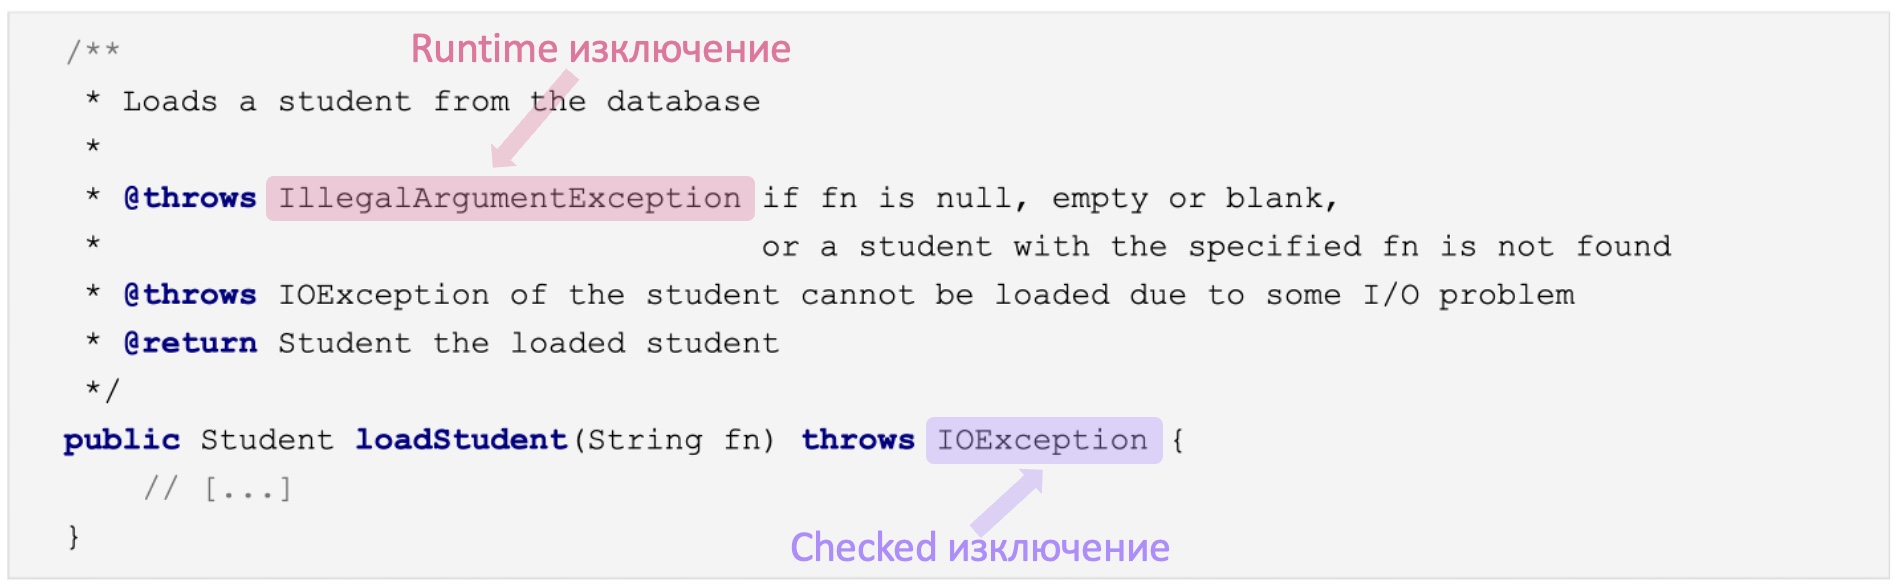 /**
Runtime изключение
* Loads a student from the database
*
* @throws IllegalArgumentException if fn is null, empty or blank,
* or a student with the specified fn is not found
* @throws IOException of the student cannot be loaded due to some I/O problem
* @return Student the loaded student
*/
public Student loadStudent(String fn) throws IOException {
// [...]
}
Checked изключение